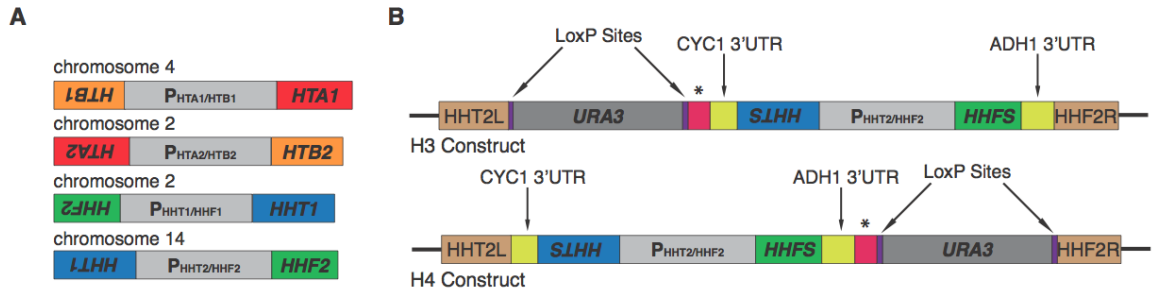 A
chromosome 4
HTB1 PHTA1/HTB1 HTA1
chromosome 2
HTA2 PHTA2/HTB2 HTB2
chromosome 2
HHF2 PHHT1/HHF1 HHT1
chromosome 14
HHT1 PHHT2/HHF2 HHF2
B
LoxP Sites CYC1 3'UTR ADH1 3'UTR
*
HHT2L URA3 HHTS PHHT2/HHF2 HHFS HHF2R
H3 Construct
CYC1 3'UTR ADH1 3'UTR LoxP Sites
*
HHT2L HHTS PHHT2/HHF2 HHFS URA3 HHF2R
H4 Construct